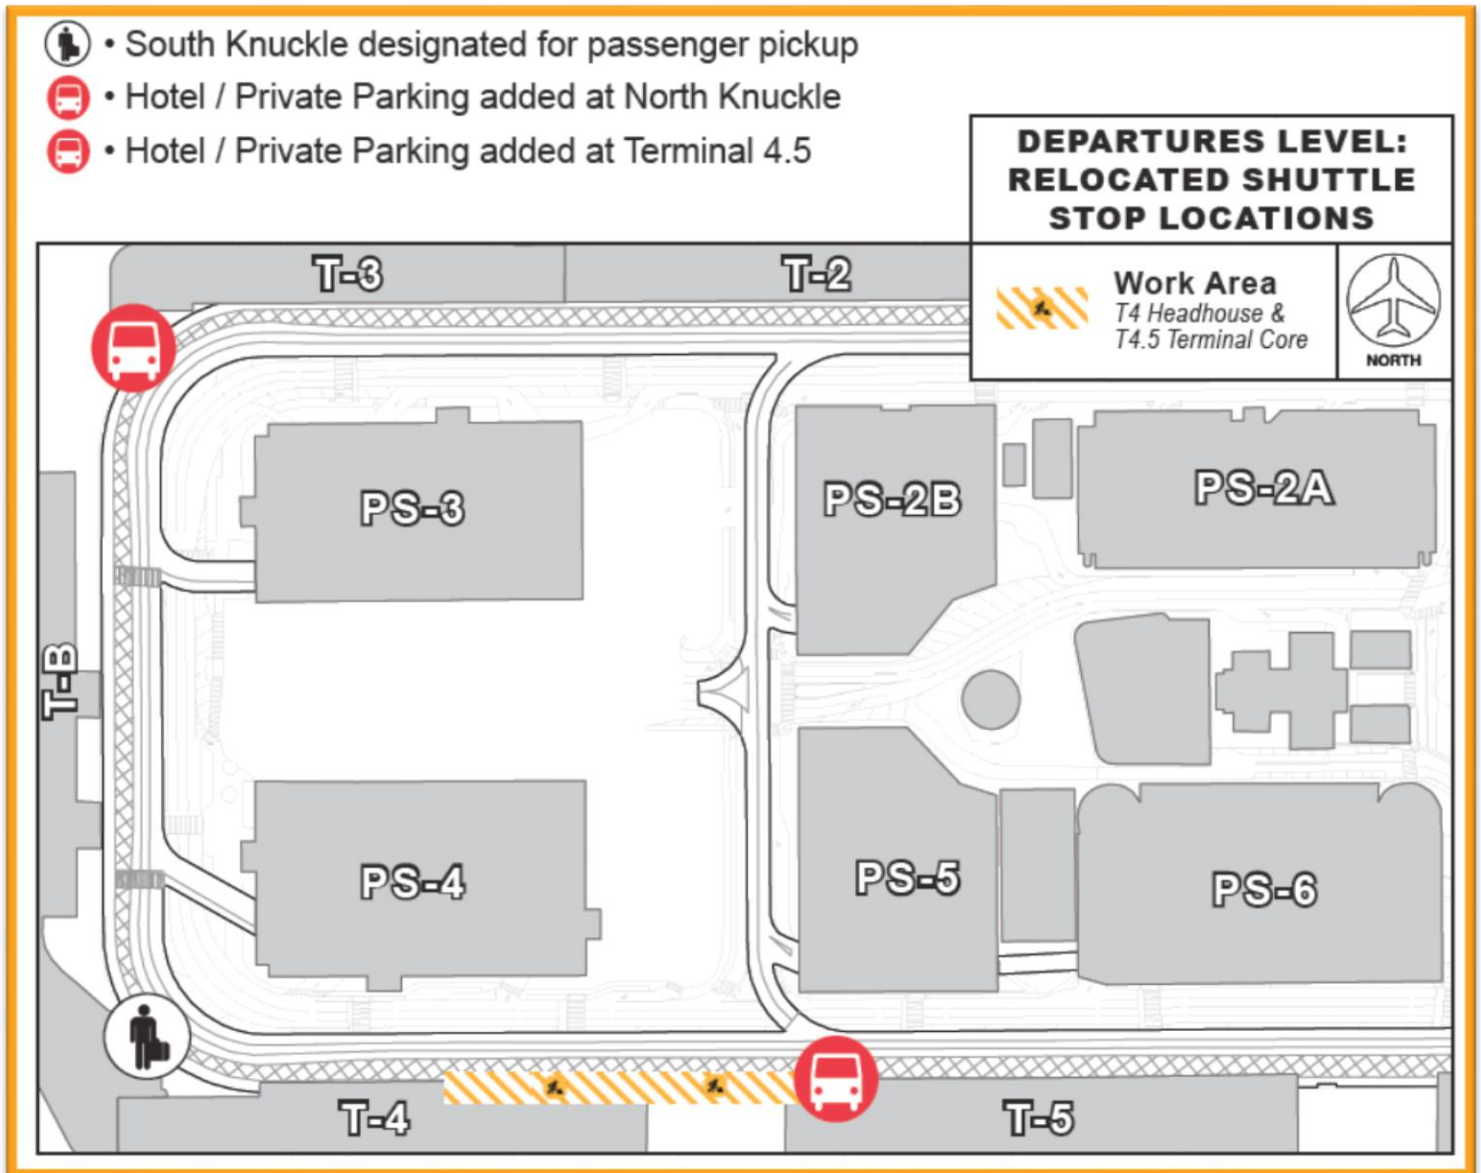 • South Knuckle designated for passenger pickup
• Hotel / Private Parking added at North Knuckle
• Hotel / Private Parking added at Terminal 4.5
DEPARTURES LEVEL:
RELOCATED SHUTTLE
STOP LOCATIONS
Work Area
T4 Headhouse &
T4.5 Terminal Core
NORTH
T-3
T-2
PS-3
PS-2B
PS-2A
T-B
PS-4
PS-5
PS-6
T-4
T-5